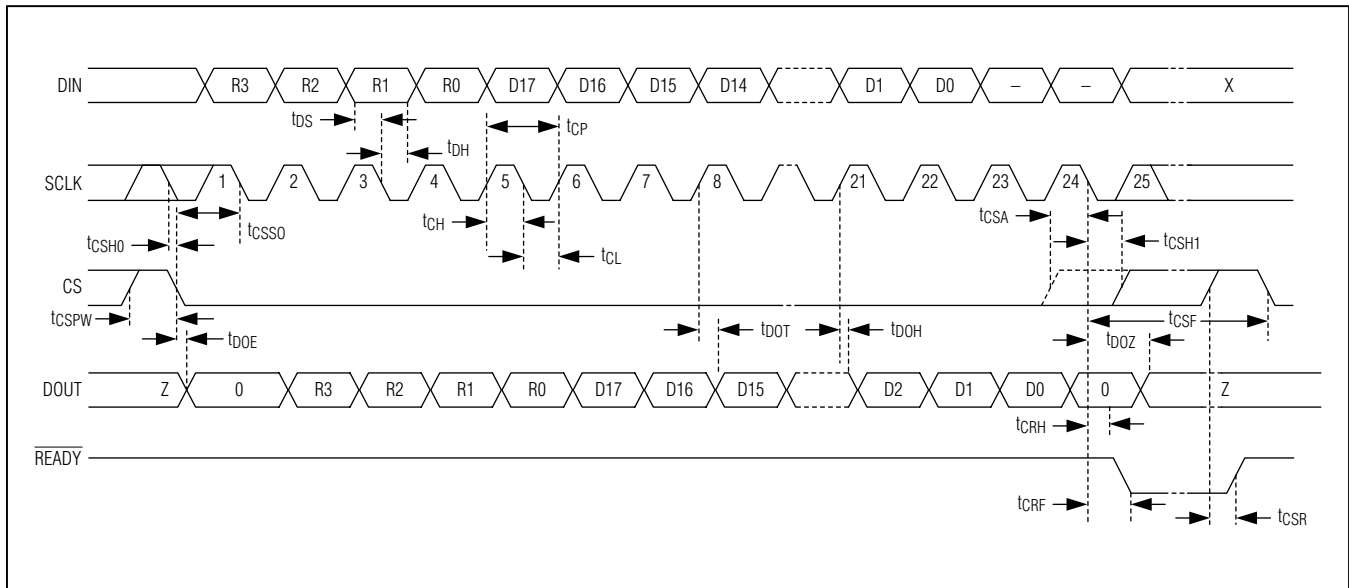 DIN R3 R2 R1 R0 D17 D16 D15 D14 D1 D0 – – X
tDS tDH tCP
SCLK 1 2 3 4 5 6 7 8 21 22 23 24 25
tCSH0 tCSSO tCH tCL tCSA tCSH1
CS
tCSPW tDOE tDOT tDOH tCSF tDOZ
DOUT Z 0 R3 R2 R1 R0 D17 D16 D15 D2 D1 D0 0 Z
tCRH
READY
tCRF tCSR